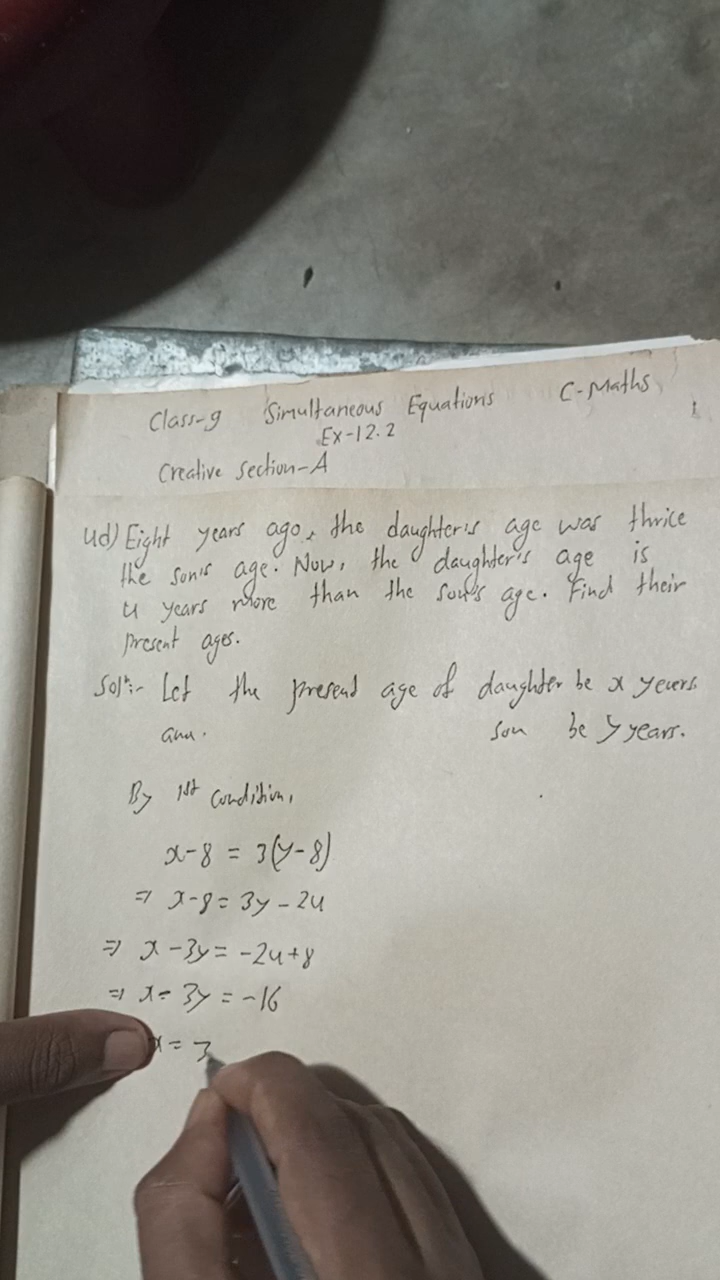 Class-9 Simultaneous Equations C-Maths
Ex-12.2
Creative Section-A
4d) Eight years ago, the daughter's age was thrice
the son's age. Now, the daughter's age is
4 years more than the son's age. Find their
present ages.
Solⁿ:- Let the present age of daughter be x years
son be y years.
By 1st condition,
x-8 = 3(y-8)
⇒ x-8 = 3y - 24
⇒ x - 3y = -24+8
⇒ x - 3y = -16
x = 3